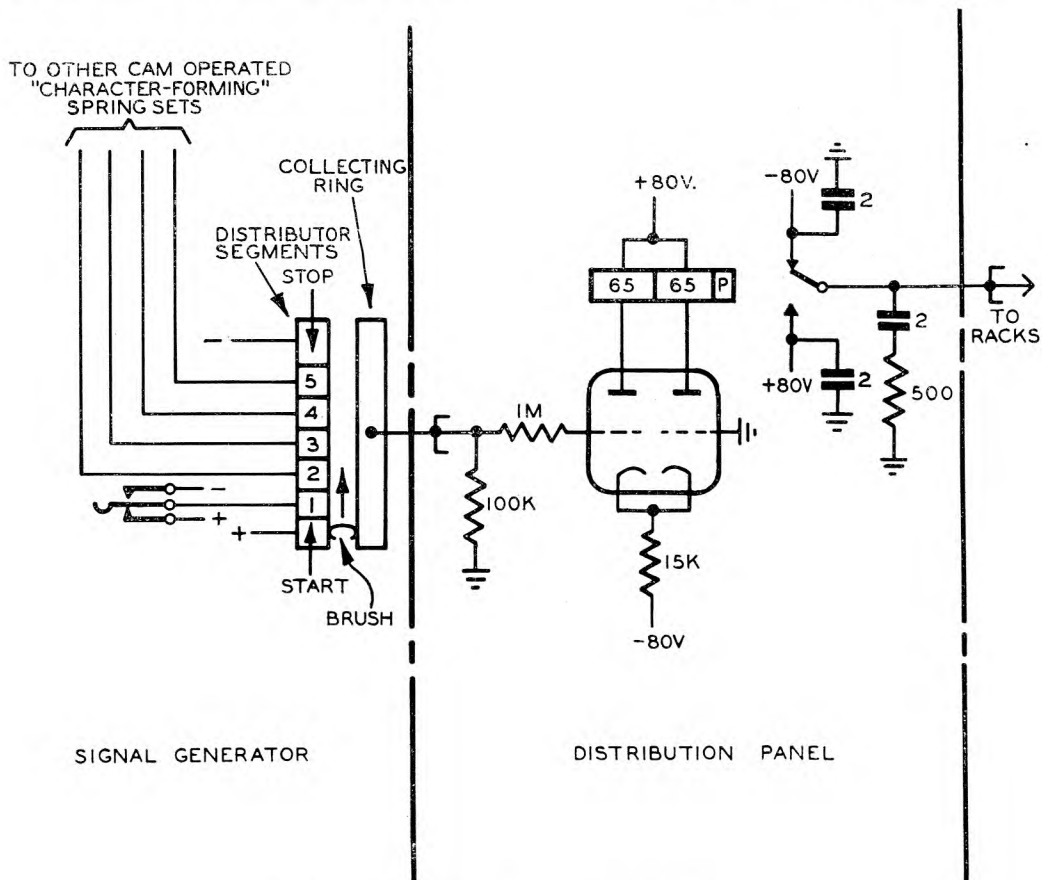 TO OTHER CAM OPERATED
"CHARACTER-FORMING"
SPRING SETS
COLLECTING
RING
DISTRIBUTOR
SEGMENTS
STOP
-
5
4
3
2
1
-
+
+
START
BRUSH
100K
1M
+80V.
65 65 P
15K
-80V
-80V
2
2
+80V
2
500
TO
RACKS
SIGNAL GENERATOR
DISTRIBUTION PANEL